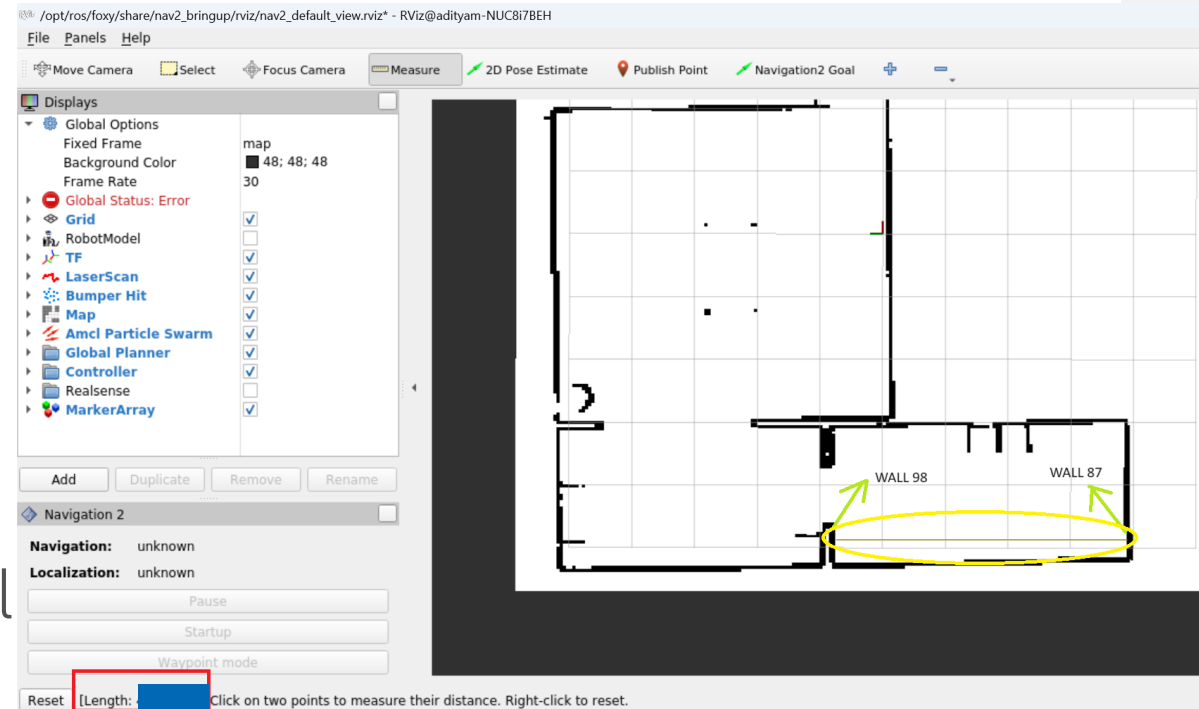 /opt/ros/foxy/share/nav2_bringup/rviz/nav2_default_view.rviz* - RViz@adityam-NUC8i7BEH
File Panels Help
Move Camera Select Focus Camera Measure 2D Pose Estimate Publish Point Navigation2 Goal
Displays
Global Options
Fixed Frame map
Background Color 48; 48; 48
Frame Rate 30
Global Status: Error
Grid
RobotModel
TF
LaserScan
Bumper Hit
Map
Amcl Particle Swarm
Global Planner
Controller
Realsense
MarkerArray
Add Duplicate Remove Rename
WALL 98 WALL 87
Navigation 2
Navigation: unknown
Localization: unknown
Pause
Startup
Waypoint mode
Reset [Length: Click on two points to measure their distance. Right-click to reset.